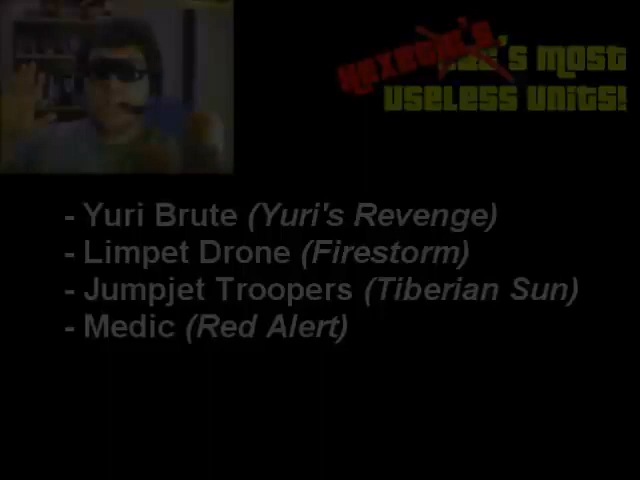 's most
useless units!
- Yuri Brute (Yuri's Revenge)
- Limpet Drone (Firestorm)
- Jumpjet Troopers (Tiberian Sun)
- Medic (Red Alert)